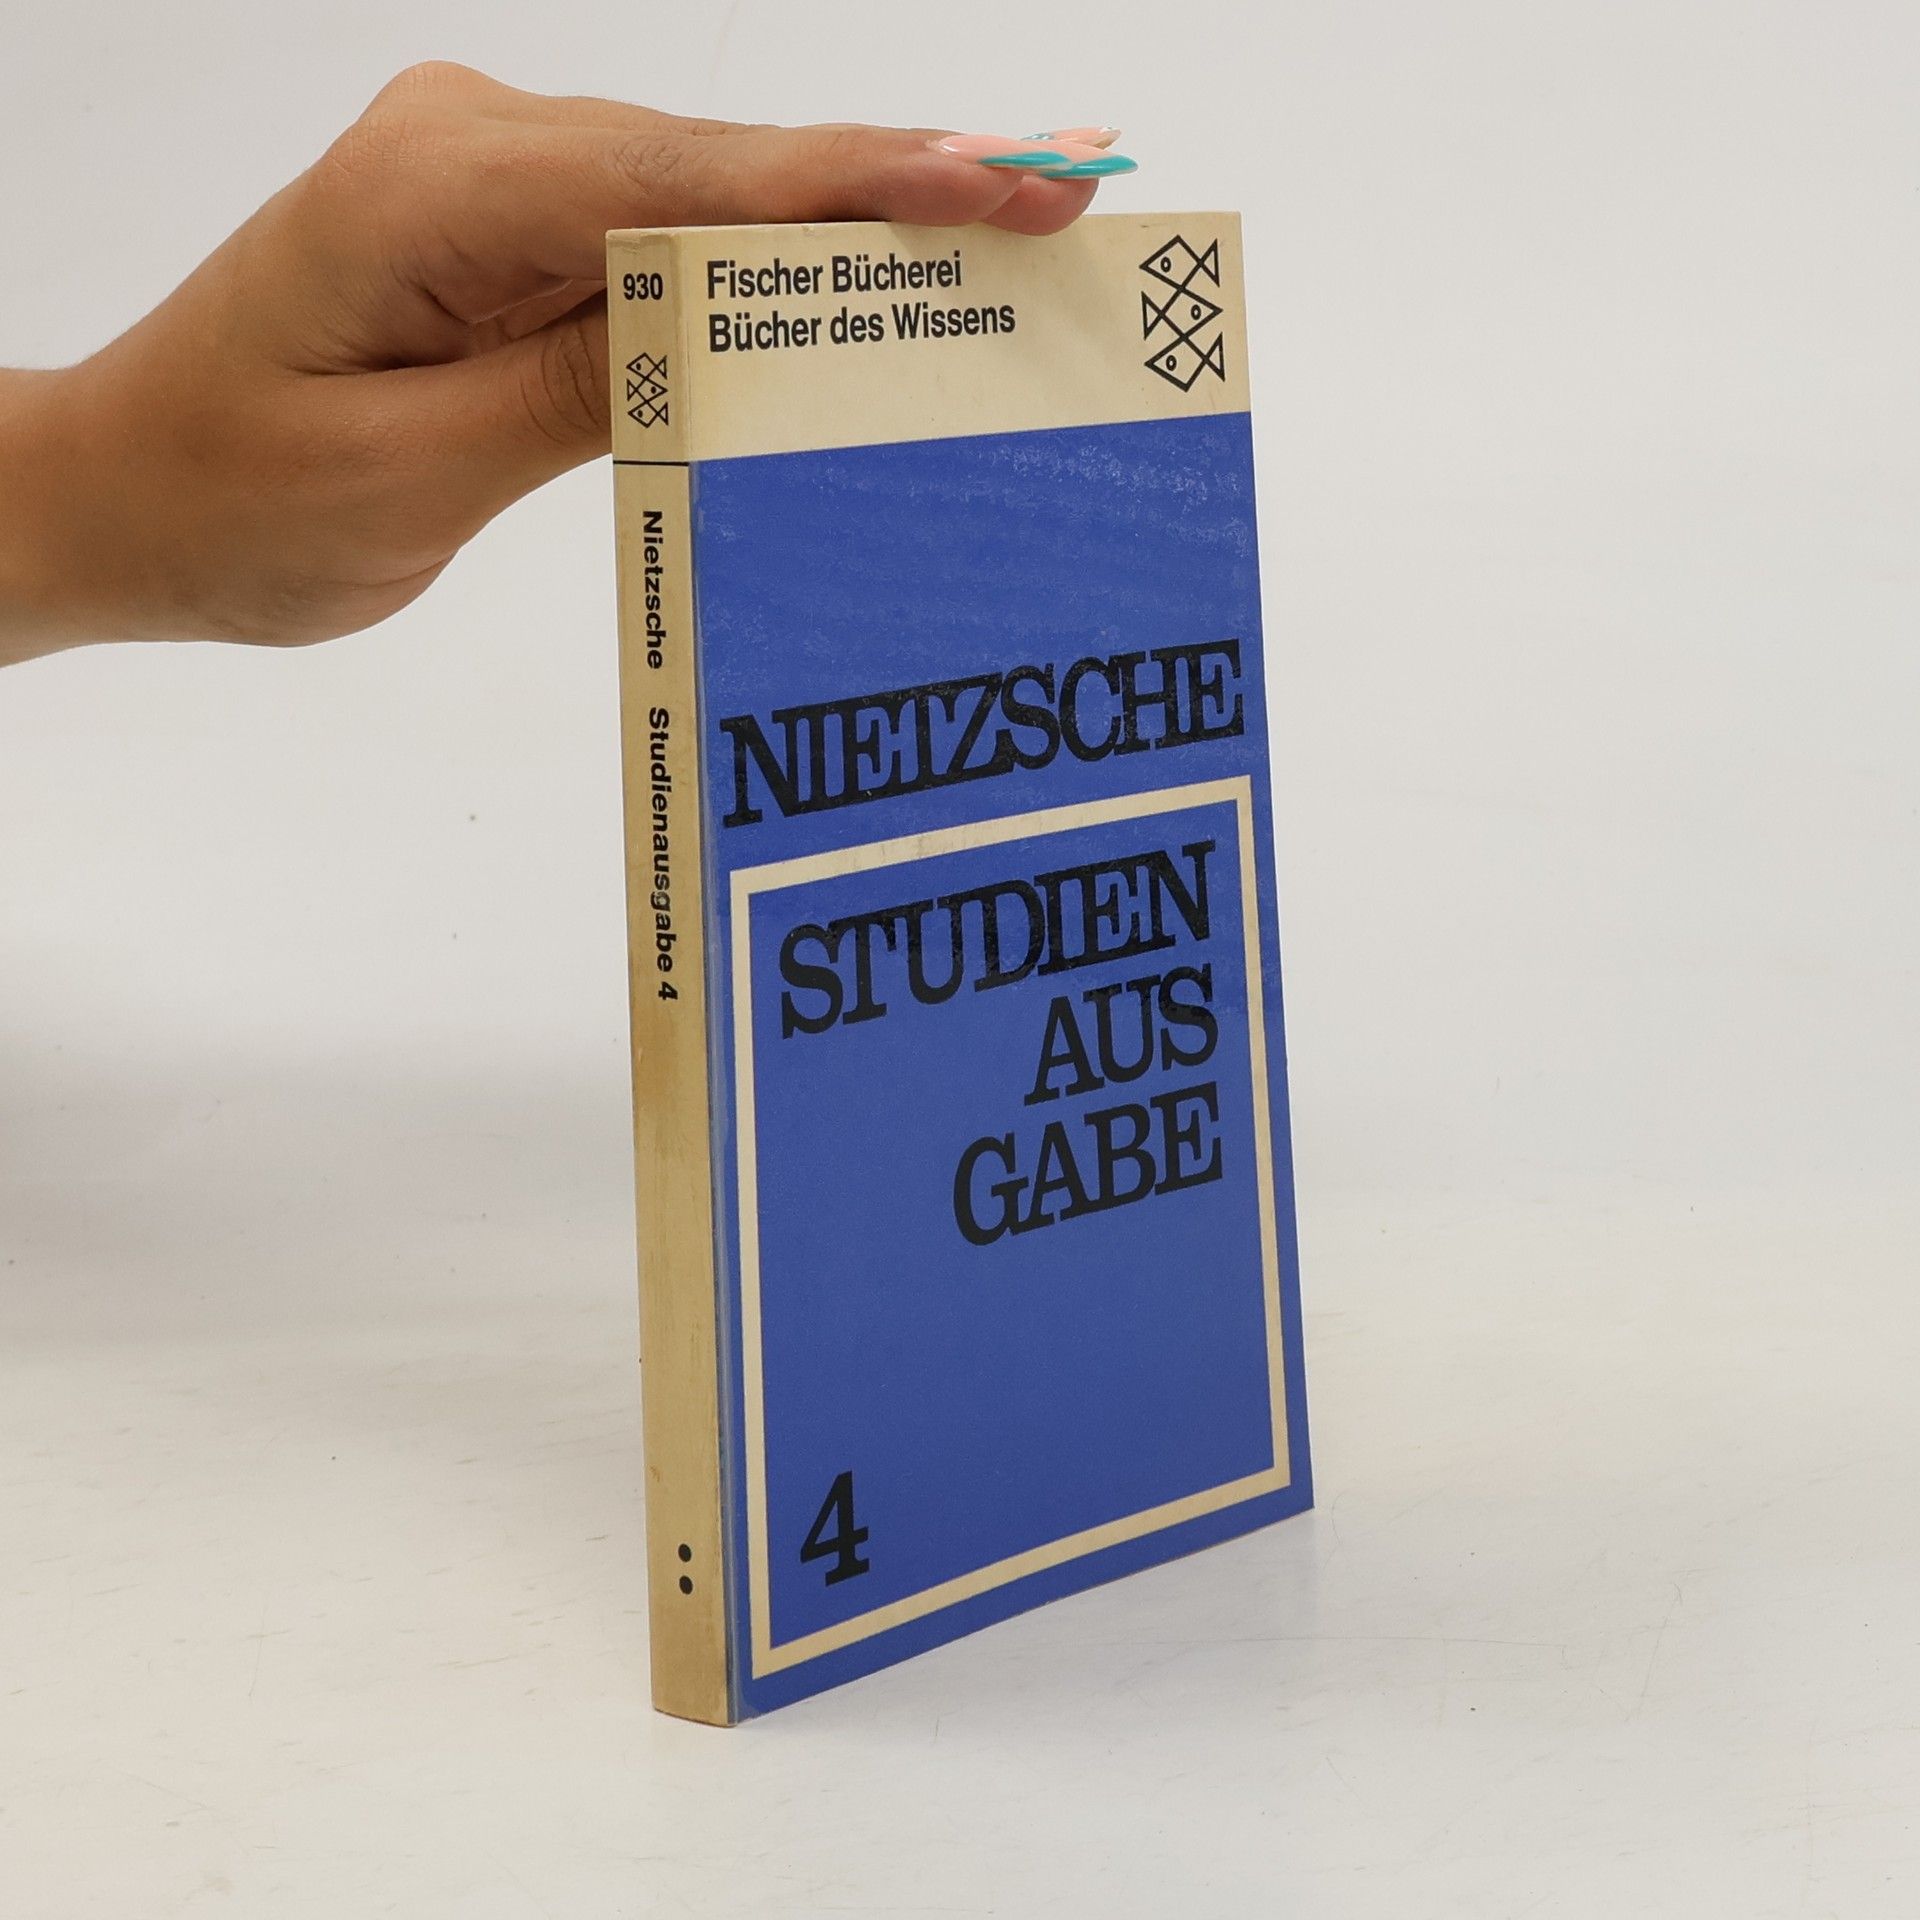 930
Nietzsche Studienausgabe 4
Fischer Bücherei
Bücher des Wissens
NIETZSCHE
STUDIEN
AUS
GABE
4